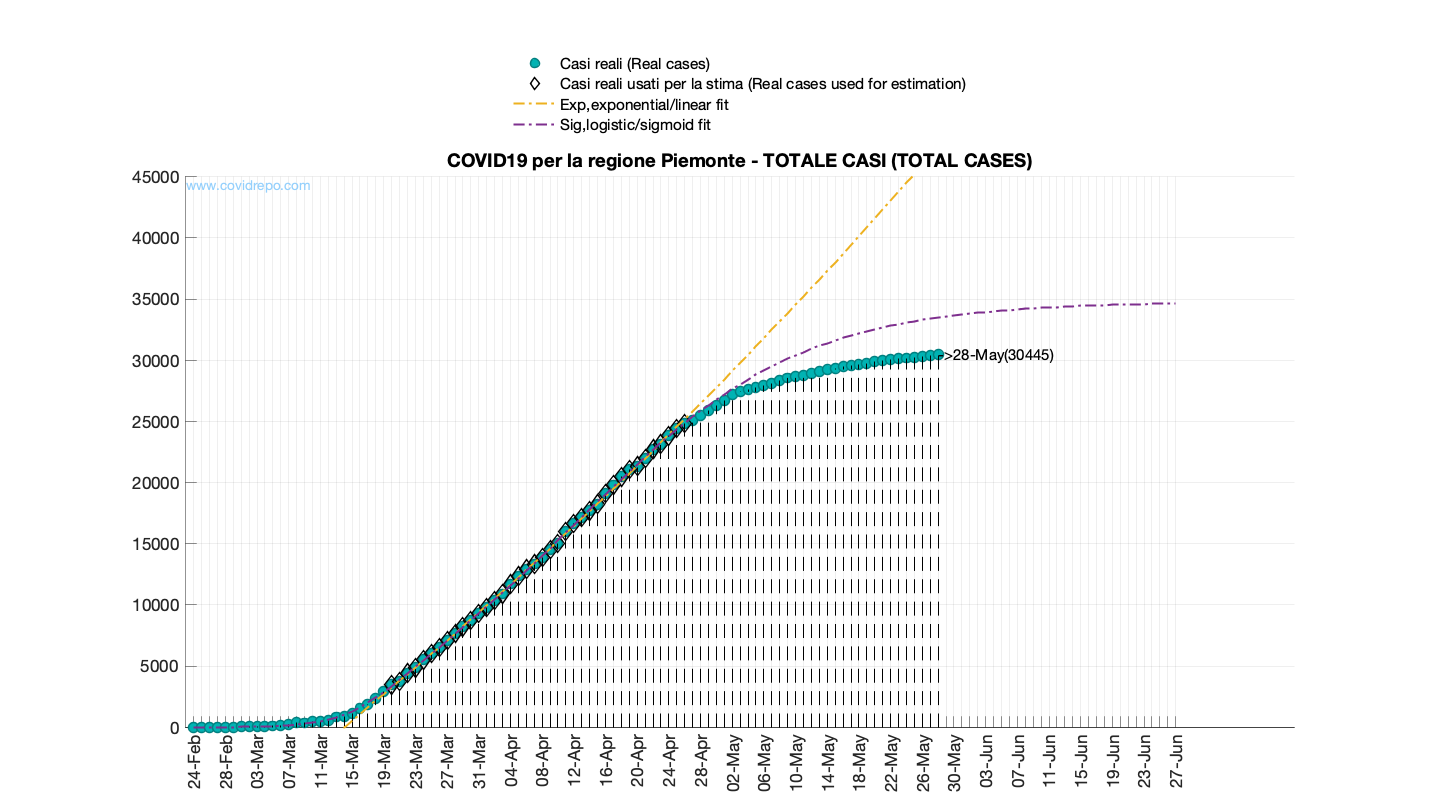 Casi reali (Real cases)
Casi reali usati per la stima (Real cases used for estimation)
Exp,exponential/linear fit
Sig,logistic/sigmoid fit
COVID19 per la regione Piemonte - TOTALE CASI (TOTAL CASES)
www.covidrepo.com
45000
40000
35000
30000
25000
20000
15000
10000
5000
0
>28-May(30445)
24-Feb
28-Feb
03-Mar
07-Mar
11-Mar
15-Mar
19-Mar
23-Mar
27-Mar
31-Mar
04-Apr
08-Apr
12-Apr
16-Apr
20-Apr
24-Apr
28-Apr
02-May
06-May
10-May
14-May
18-May
22-May
26-May
30-May
03-Jun
07-Jun
11-Jun
15-Jun
19-Jun
23-Jun
27-Jun